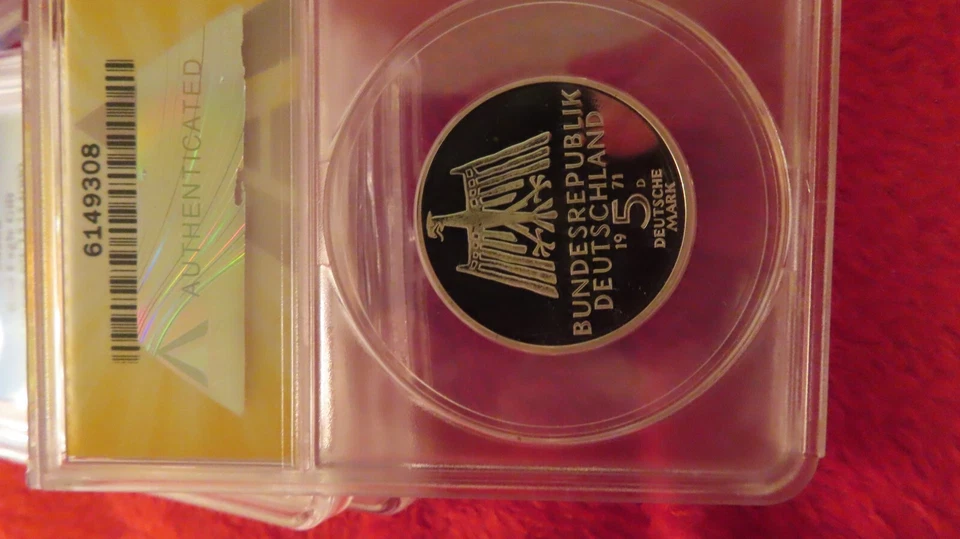 6149308
AUTHENTICATED
BUNDESREPUBLIK
DEUTSCHLAND
19 5 71
D
DEUTSCHE
MARK